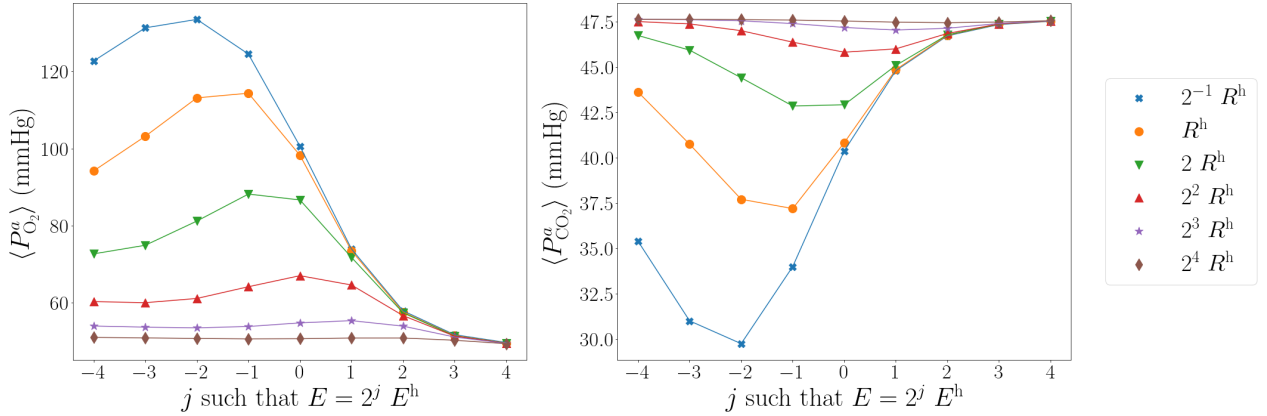 ⟨P^a_{O_2}⟩ (mmHg)
120
100
80
60
−4 −3 −2 −1 0 1 2 3 4
j such that E = 2^j E^h
⟨P^a_{CO_2}⟩ (mmHg)
47.5
45.0
42.5
40.0
37.5
35.0
32.5
30.0
−4 −3 −2 −1 0 1 2 3 4
j such that E = 2^j E^h
2^{−1} R^h
R^h
2 R^h
2^2 R^h
2^3 R^h
2^4 R^h